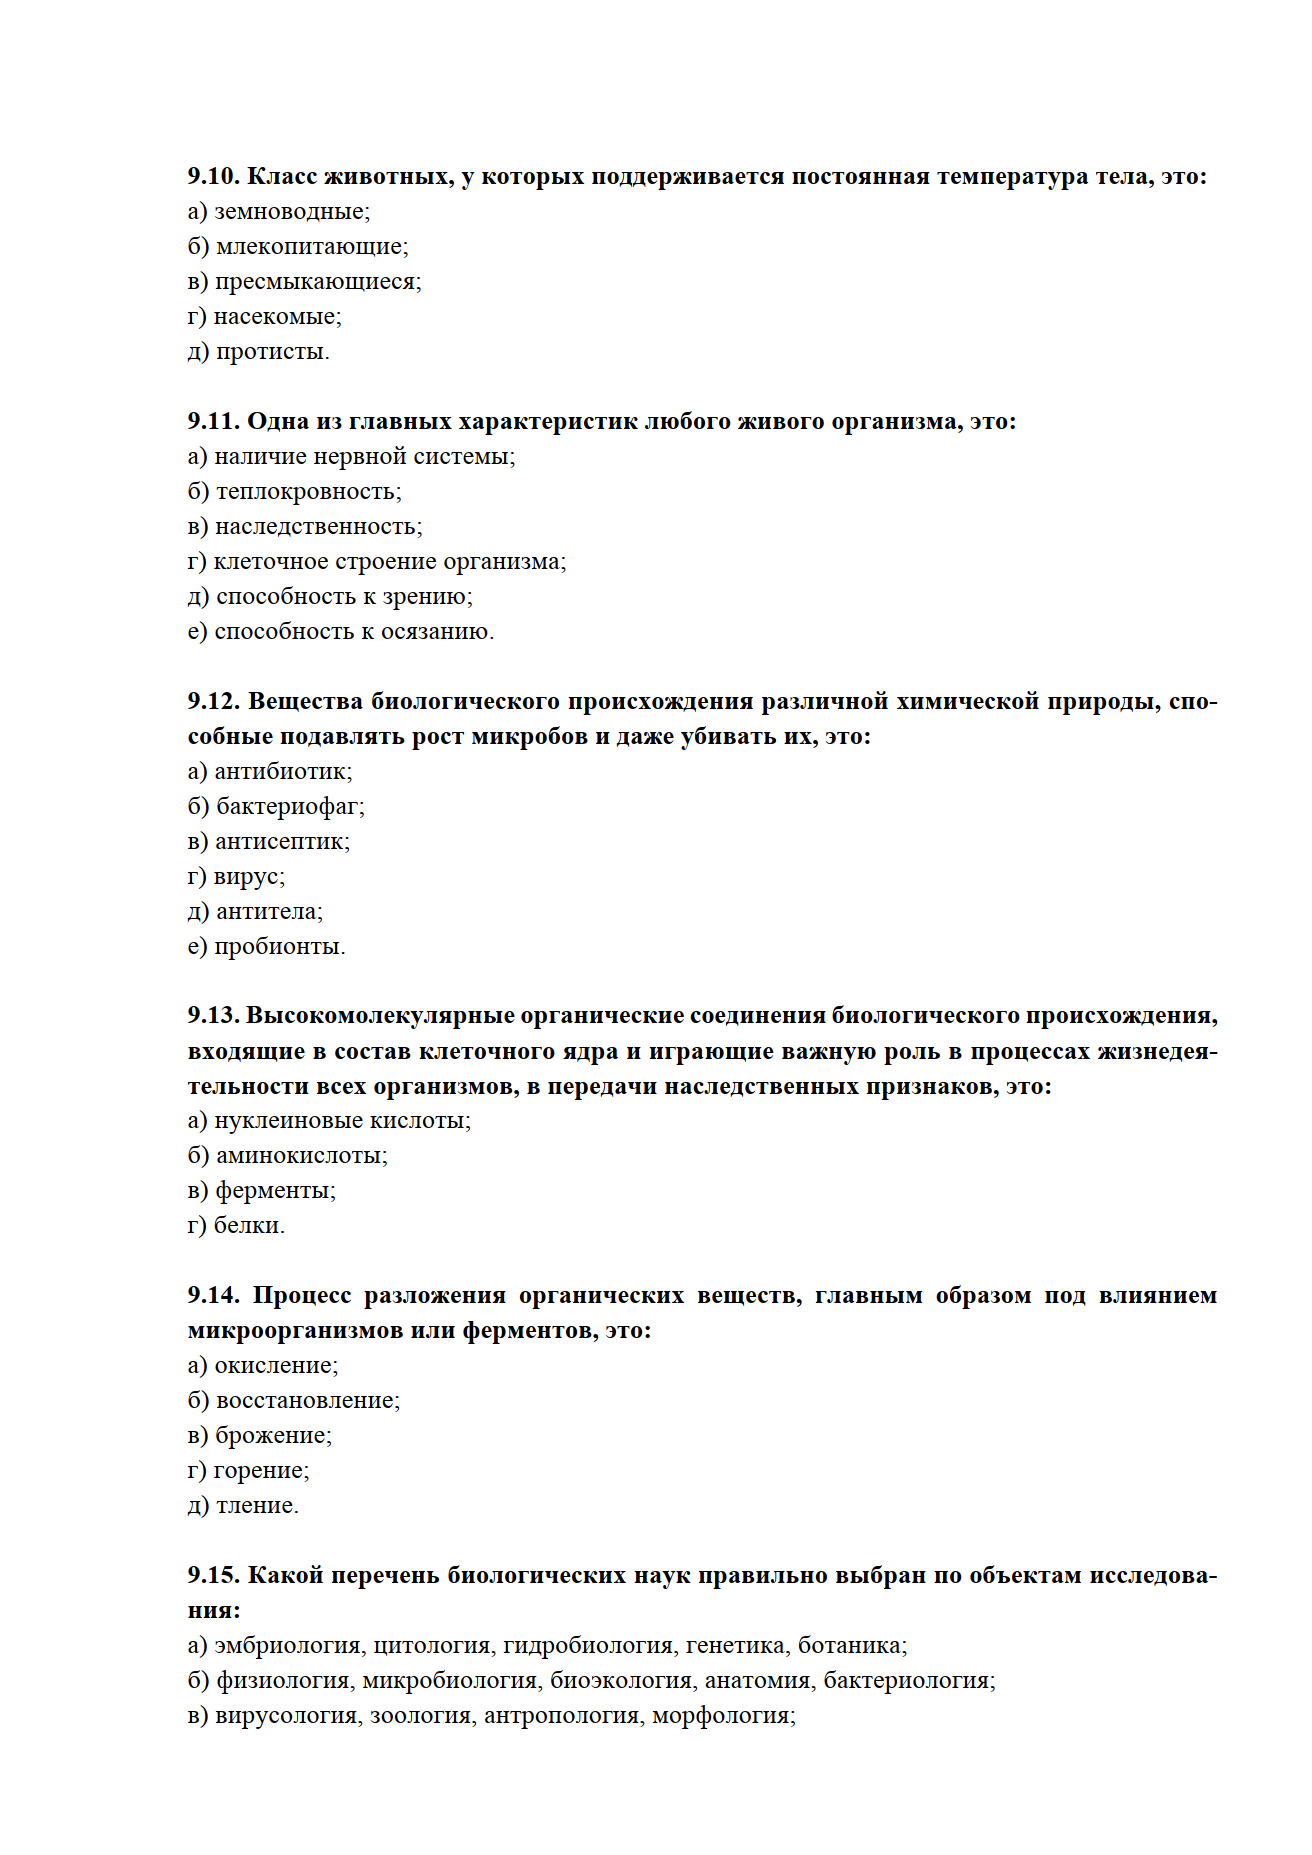 9.10. Класс животных, у которых поддерживается постоянная температура тела, это:
а) земноводные;
б) млекопитающие;
в) пресмыкающиеся;
г) насекомые;
д) протисты.
9.11. Одна из главных характеристик любого живого организма, это:
а) наличие нервной системы;
б) теплокровность;
в) наследственность;
г) клеточное строение организма;
д) способность к зрению;
е) способность к осязанию.
9.12. Вещества биологического происхождения различной химической природы, спо-
собные подавлять рост микробов и даже убивать их, это:
а) антибиотик;
б) бактериофаг;
в) антисептик;
г) вирус;
д) антитела;
е) пробионты.
9.13. Высокомолекулярные органические соединения биологического происхождения,
входящие в состав клеточного ядра и играющие важную роль в процессах жизнедея-
тельности всех организмов, в передачи наследственных признаков, это:
а) нуклеиновые кислоты;
б) аминокислоты;
в) ферменты;
г) белки.
9.14. Процесс разложения органических веществ, главным образом под влиянием
микроорганизмов или ферментов, это:
а) окисление;
б) восстановление;
в) брожение;
г) горение;
д) тление.
9.15. Какой перечень биологических наук правильно выбран по объектам исследова-
ния:
а) эмбриология, цитология, гидробиология, генетика, ботаника;
б) физиология, микробиология, биоэкология, анатомия, бактериология;
в) вирусология, зоология, антропология, морфология;